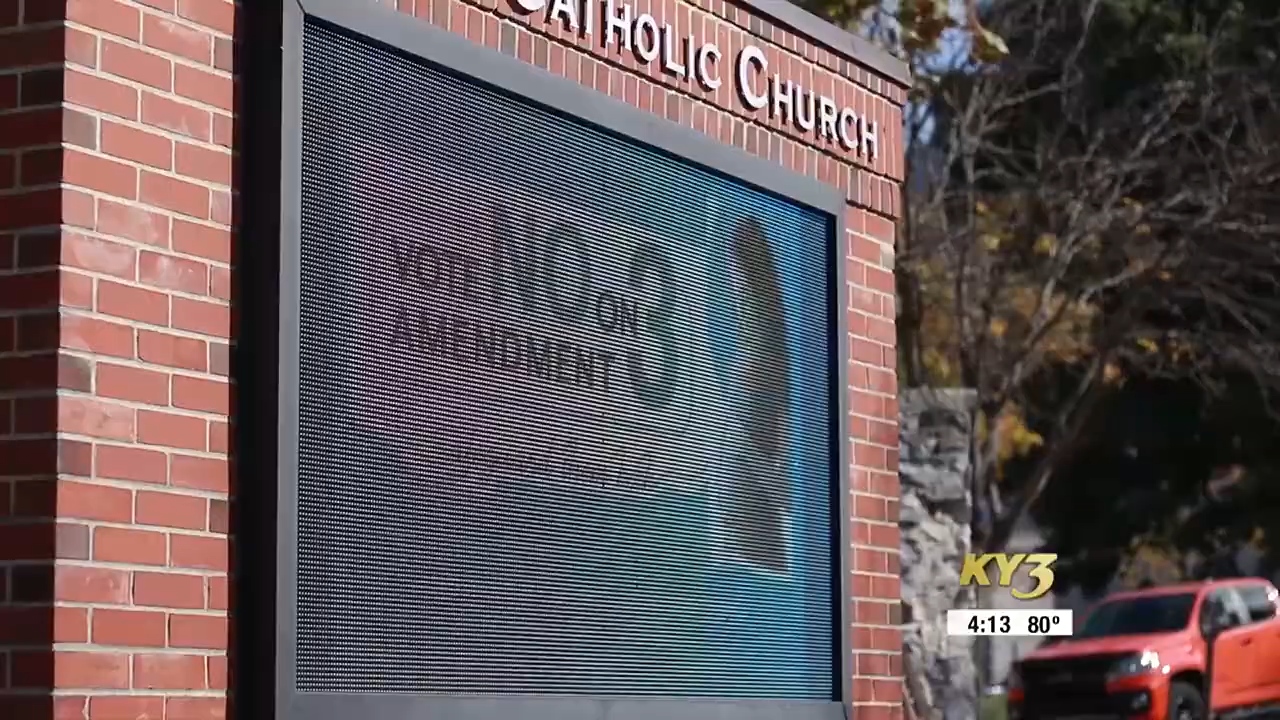 CATHOLIC CHURCH
VOTE NO ON 3
AMENDMENT
KY3
4:13 80°